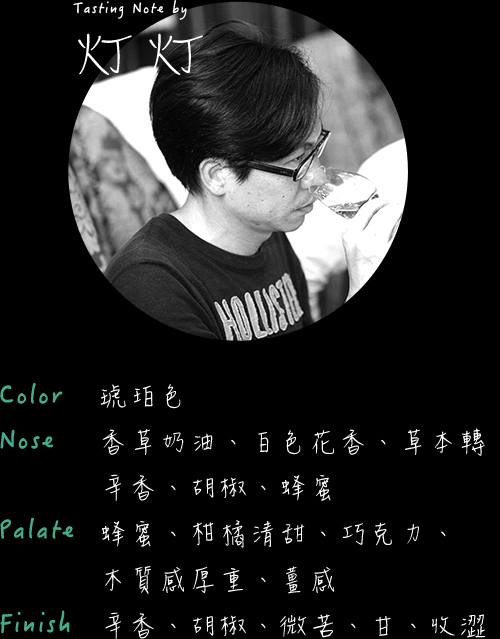 Tasting Note by
灯 灯
HOLLISTER
Color 琥珀色
Nose 香草奶油、白色花香、草本轉
辛香、胡椒、蜂蜜
Palate 蜂蜜、柑橘清甜、巧克力、
木質感厚重、薑感
Finish 辛香、胡椒、微苦、甘、收澀